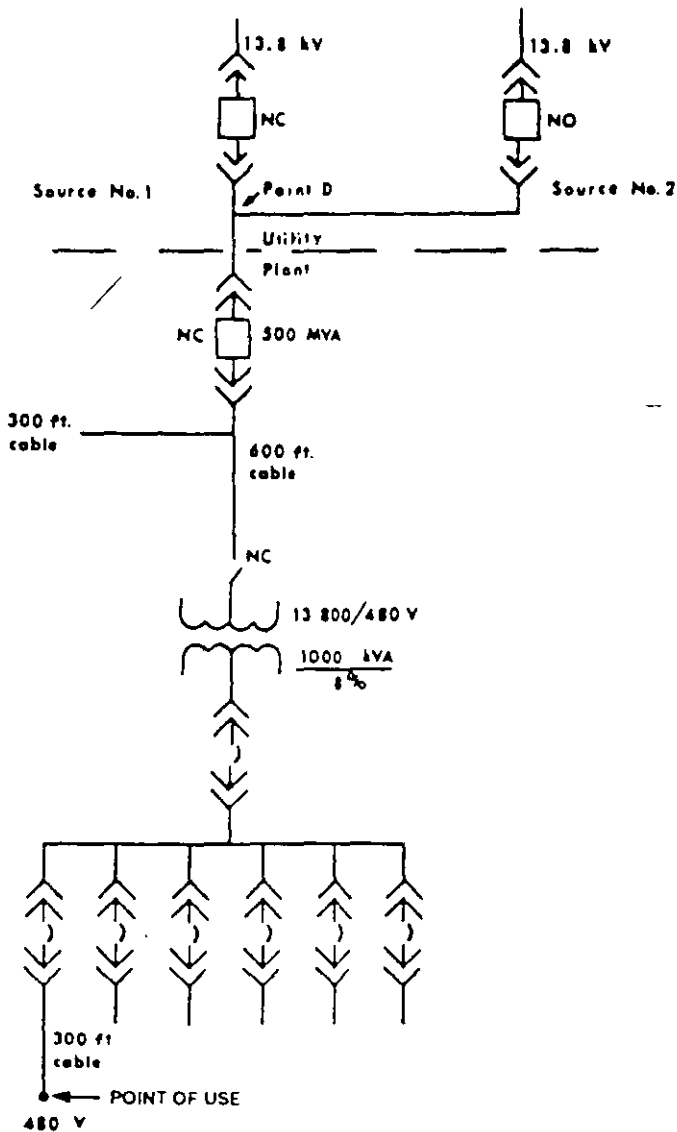 13.8 kV
13.8 kV
NC
NO
Source No.1
Point D
Source No.2
Utility
Plant
NC
500 MVA
300 ft.
cable
600 ft.
cable
NC
13 800/480 V
1000 kVA
8%
300 ft
cable
POINT OF USE
480 V